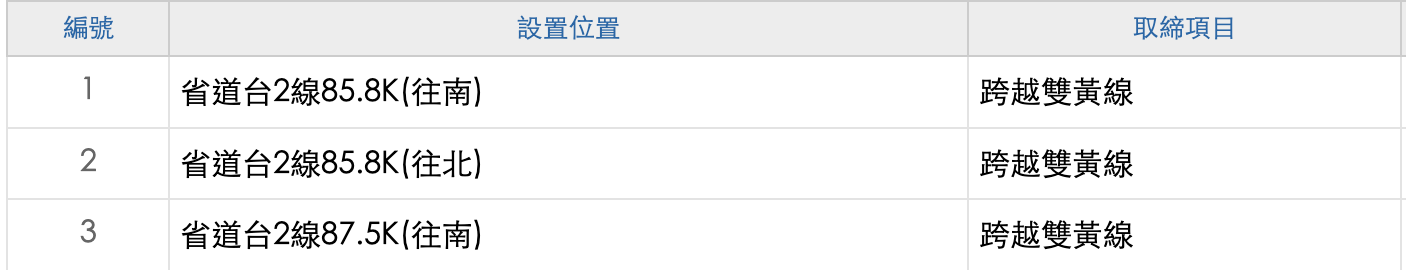 編號 設置位置 取締項目
1 省道台2線85.8K(往南) 跨越雙黃線
2 省道台2線85.8K(往北) 跨越雙黃線
3 省道台2線87.5K(往南) 跨越雙黃線